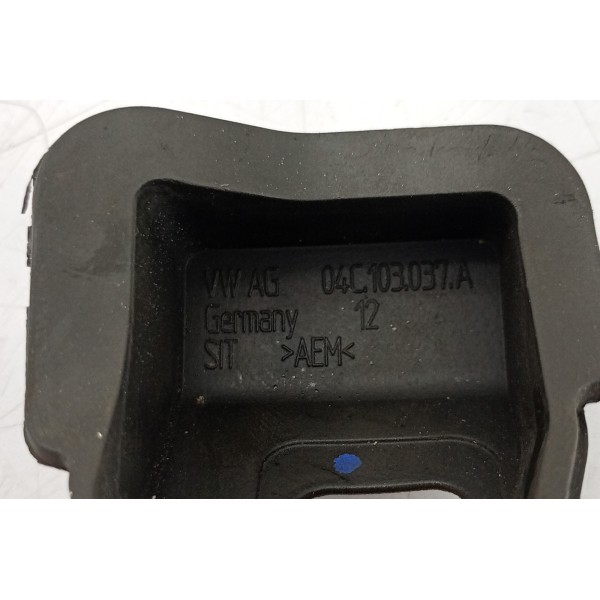 VW AG 04C.103.037.A
Germany 12
SIT >AEM<